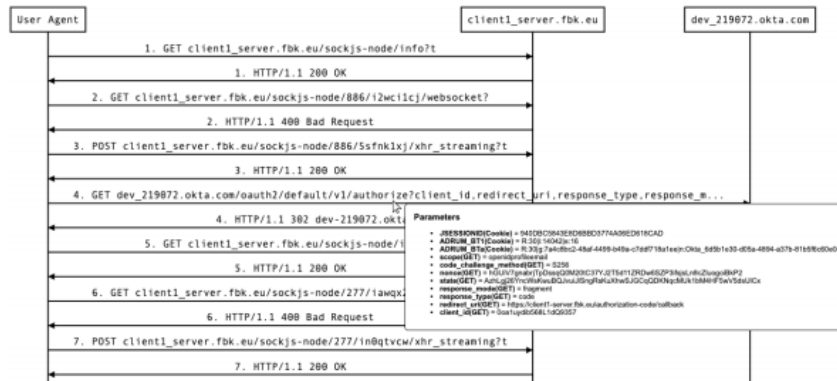 User Agent
client1_server.fbk.eu
dev_219072.okta.com
1. GET client1_server.fbk.eu/sockjs-node/info?t
1. HTTP/1.1 200 OK
2. GET client1_server.fbk.eu/sockjs-node/886/i2wci1cj/websocket?
2. HTTP/1.1 400 Bad Request
3. POST client1_server.fbk.eu/sockjs-node/886/5sfnk1xj/xhr_streaming?t
3. HTTP/1.1 200 OK
4. GET dev_219072.okta.com/oauth2/default/v1/authorize?client_id,redirect_uri,response_type,response_m...
4. HTTP/1.1 302 dev-219072.okta
5. GET client1_server.fbk.eu/sockjs-node/i
5. HTTP/1.1 200 OK
6. GET client1_server.fbk.eu/sockjs-node/277/iawqx
6. HTTP/1.1 400 Bad Request
7. POST client1_server.fbk.eu/sockjs-node/277/in0qtvcw/xhr_streaming?t
7. HTTP/1.1 200 OK
Parameters
JSESSIONID(Cookie) =
ADRUM_BT1(Cookie) =
ADRUM_BTa(Cookie) =
scope(GET) = openidprofileemail
code_challenge_method(GET) = S256
nonce(GET) =
state(GET) =
response_mode(GET) = fragment
response_type(GET) = code
redirect_uri(GET) = https://client1-server.fbk.eu/authorization-code/callback
client_id(GET) =